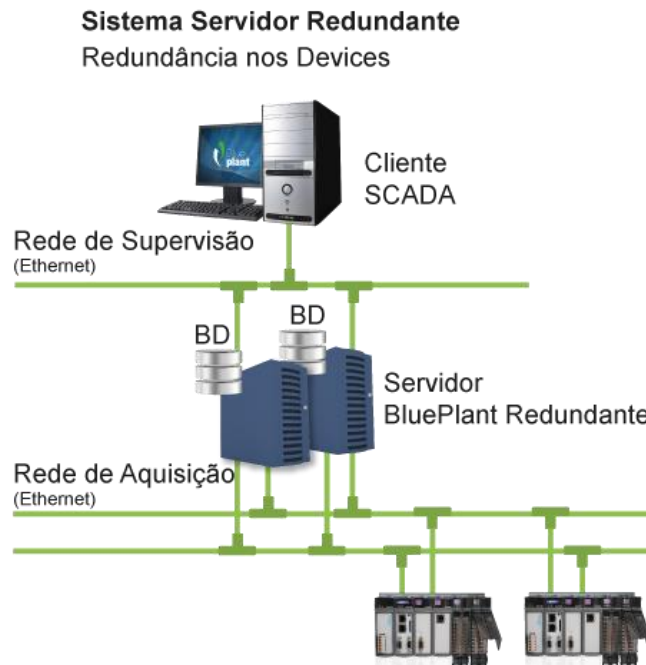 Sistema Servidor Redundante
Redundância nos Devices
plant
Cliente
SCADA
Rede de Supervisão
(Ethernet)
BD
BD
Servidor
BluePlant Redundante
Rede de Aquisição
(Ethernet)